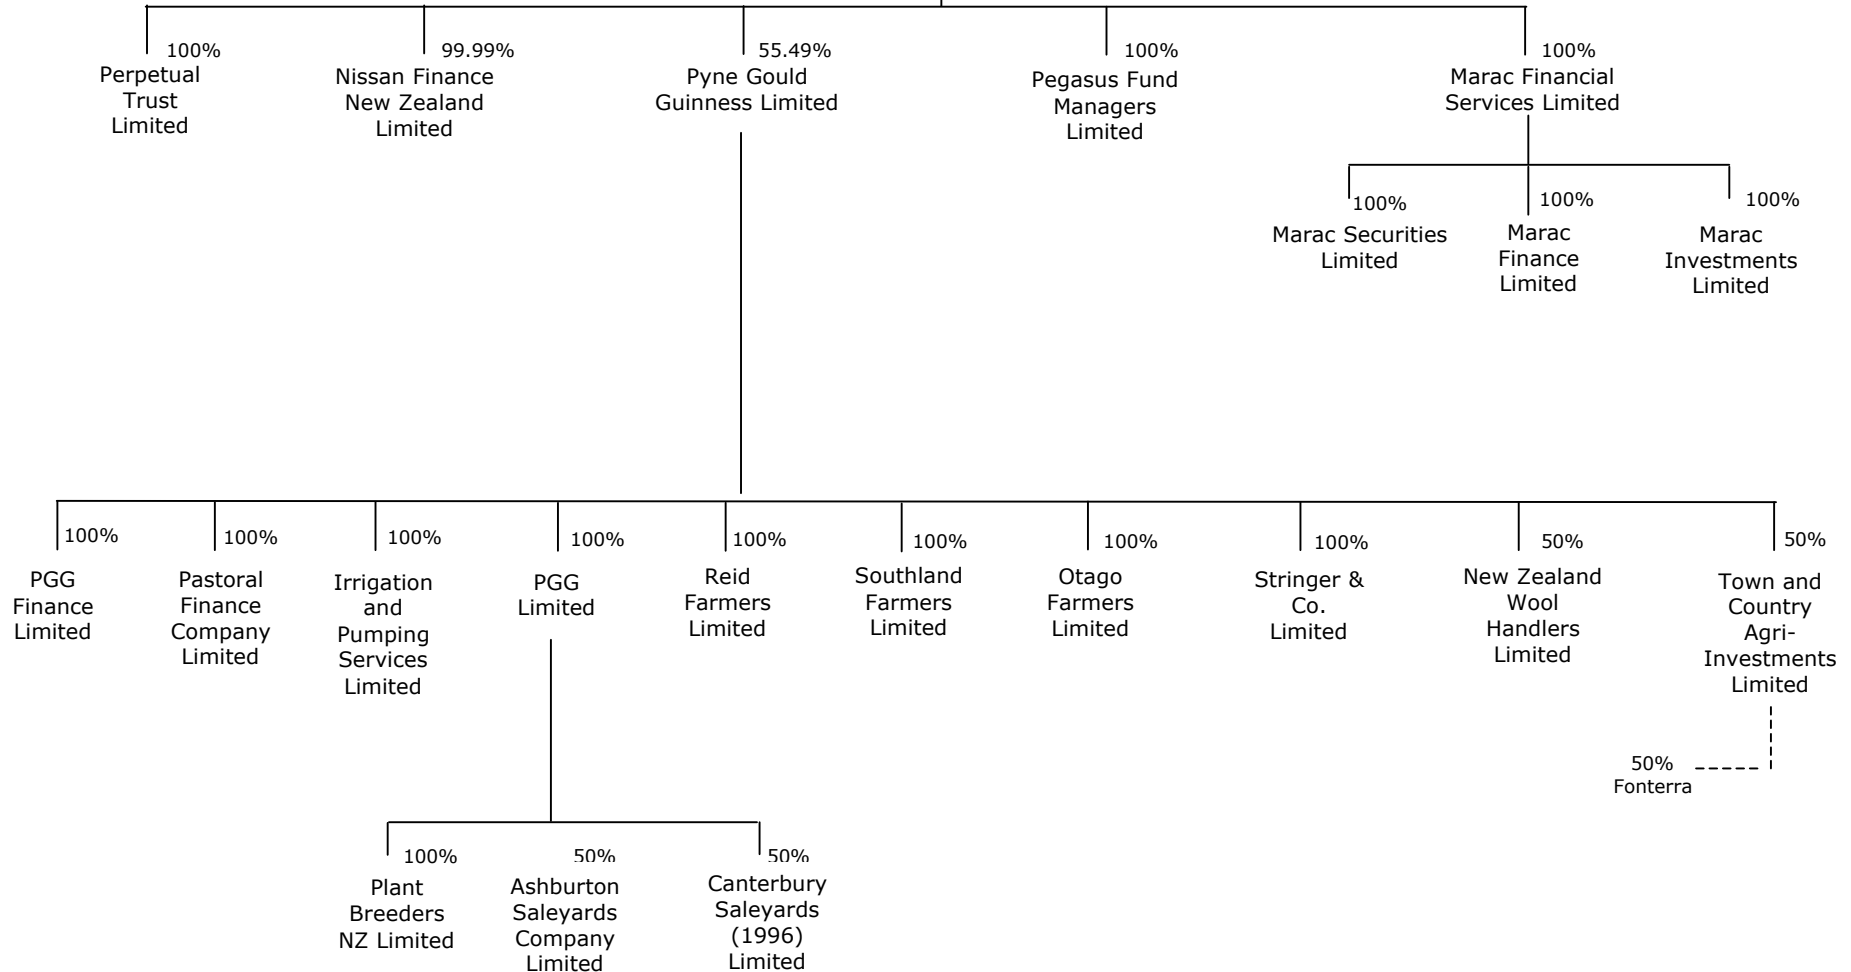 100%
Perpetual
Trust
Limited
99.99%
Nissan Finance
New Zealand
Limited
55.49%
Pyne Gould
Guinness Limited
100%
Pegasus Fund
Managers
Limited
100%
Marac Financial
Services Limited
100%
Marac Securities
Limited
100%
Marac
Finance
Limited
100%
Marac
Investments
Limited
100%
PGG
Finance
Limited
100%
Pastoral
Finance
Company
Limited
100%
Irrigation
and
Pumping
Services
Limited
100%
PGG
Limited
100%
Reid
Farmers
Limited
100%
Southland
Farmers
Limited
100%
Otago
Farmers
Limited
100%
Stringer &
Co.
Limited
50%
New Zealand
Wool
Handlers
Limited
50%
Town and
Country
Agri-
Investments
Limited
50%
Fonterra
100%
Plant
Breeders
NZ Limited
50%
Ashburton
Saleyards
Company
Limited
50%
Canterbury
Saleyards
(1996)
Limited